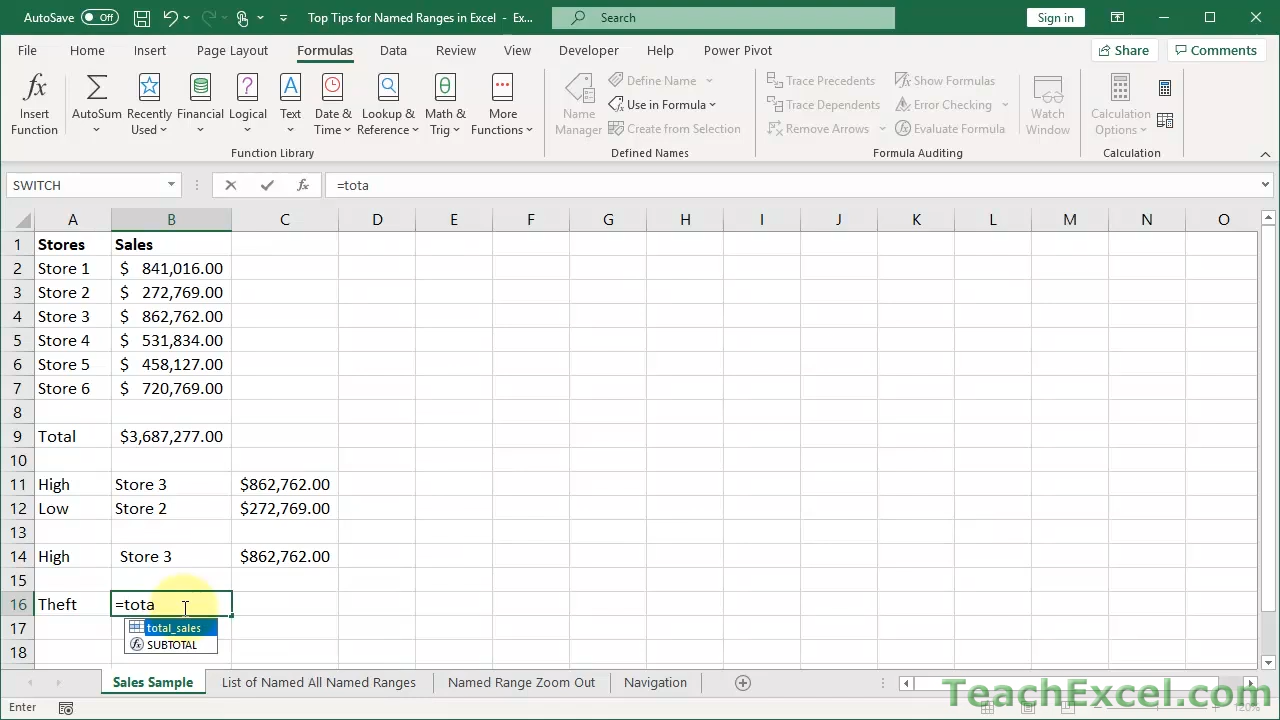 AutoSave Off Top Tips for Named Ranges in Excel - Ex... Search Sign in
File Home Insert Page Layout Formulas Data Review View Developer Help Power Pivot Share Comments
Insert Function
AutoSum
Recently Used
Financial
Logical
Text
Date & Time
Lookup & Reference
Math & Trig
More Functions
Function Library
Name Manager
Define Name
Use in Formula
Create from Selection
Defined Names
Trace Precedents
Trace Dependents
Remove Arrows
Show Formulas
Error Checking
Evaluate Formula
Formula Auditing
Watch Window
Calculation Options
Calculation
SWITCH fx =tota
A B C D E F G H I J K L M N O
1 Stores Sales
2 Store 1 $ 841,016.00
3 Store 2 $ 272,769.00
4 Store 3 $ 862,762.00
5 Store 4 $ 531,834.00
6 Store 5 $ 458,127.00
7 Store 6 $ 720,769.00
8
9 Total $3,687,277.00
10
11 High Store 3 $862,762.00
12 Low Store 2 $272,769.00
13
14 High Store 3 $862,762.00
15
16 Theft =tota
17 total_sales
SUBTOTAL
18
Sales Sample List of Named All Named Ranges Named Range Zoom Out Navigation
TeachExcel.com
Enter 120%